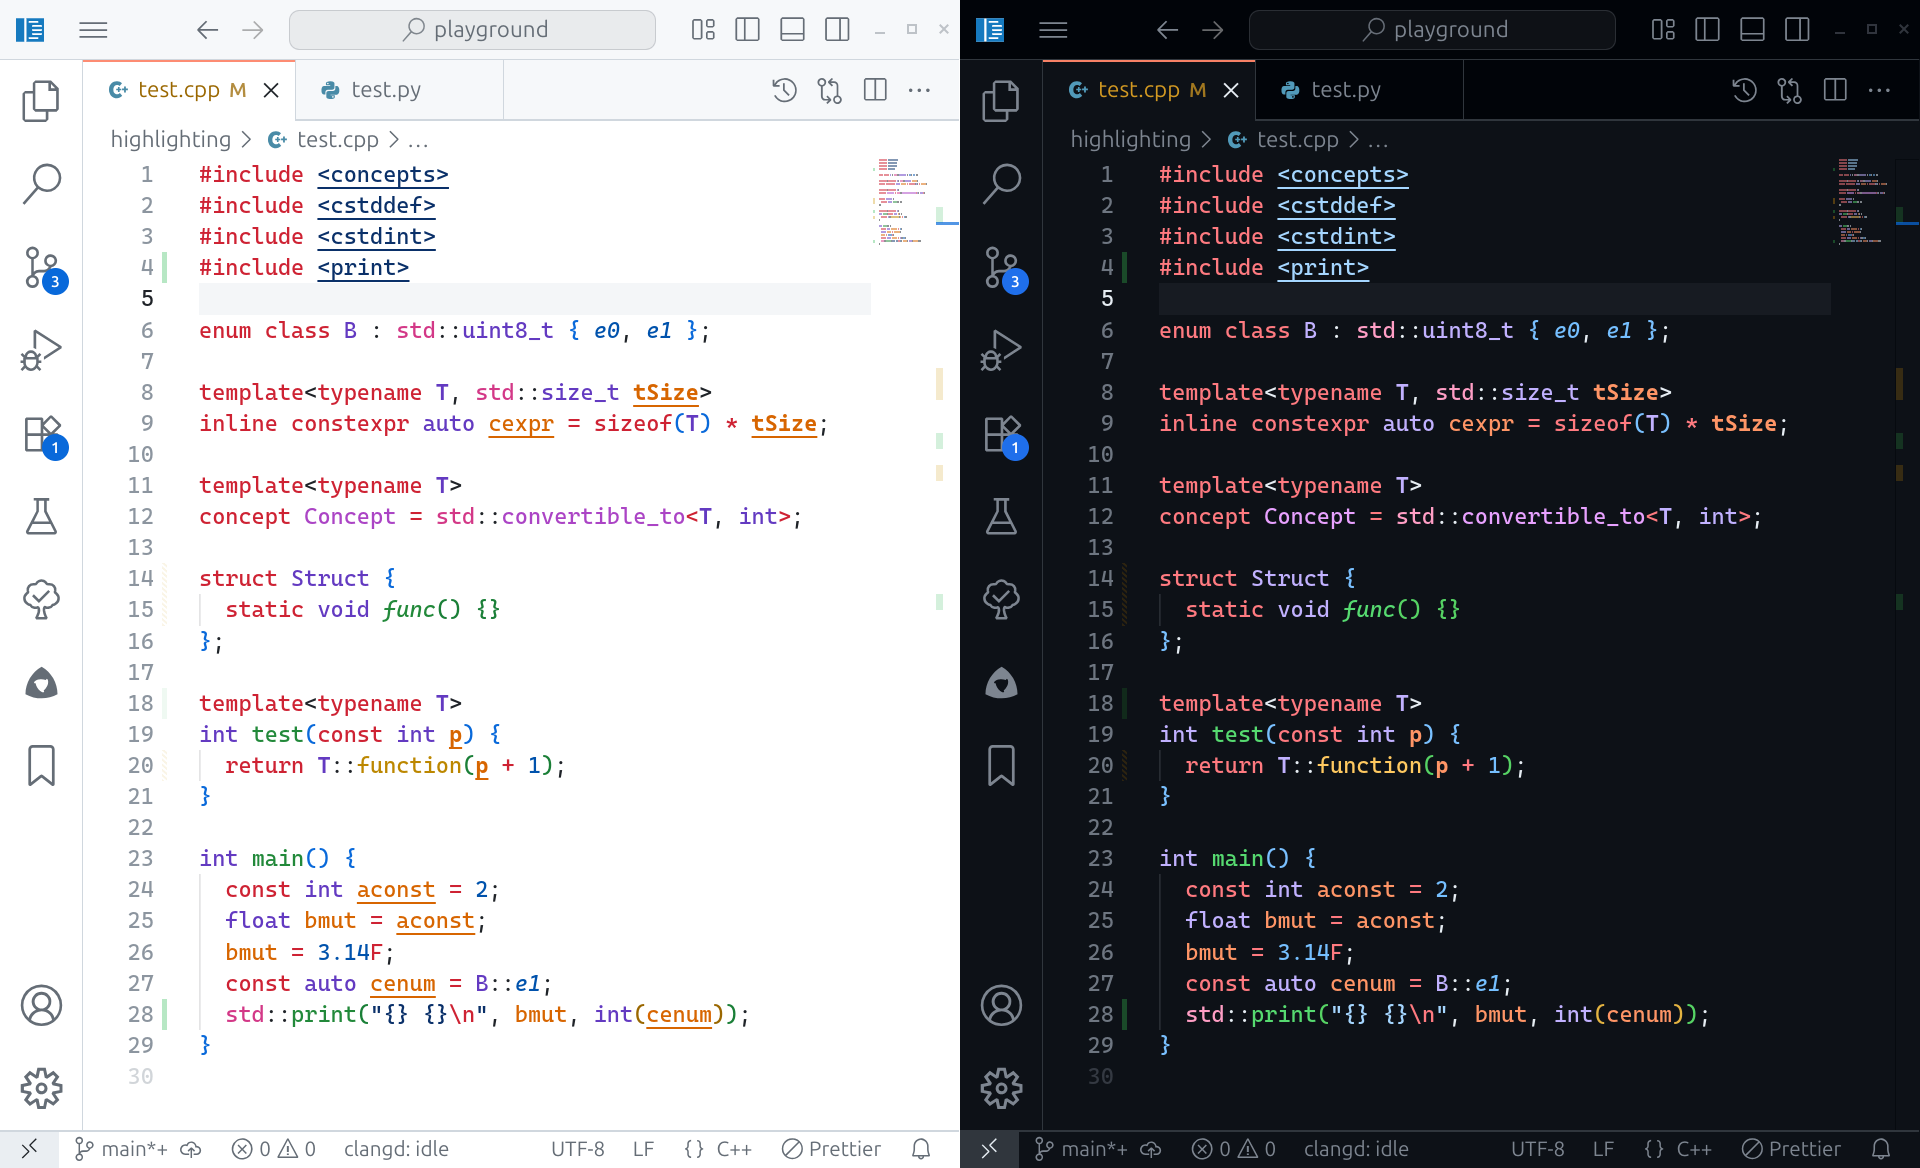 playground
test.cpp M
test.py
highlighting > test.cpp > ...
1 #include <concepts>
2 #include <cstddef>
3 #include <cstdint>
4 #include <print>
5
6 enum class B : std::uint8_t { e0, e1 };
7
8 template<typename T, std::size_t tSize>
9 inline constexpr auto cexpr = sizeof(T) * tSize;
10
11 template<typename T>
12 concept Concept = std::convertible_to<T, int>;
13
14 struct Struct {
15   static void func() {}
16 };
17
18 template<typename T>
19 int test(const int p) {
20   return T::function(p + 1);
21 }
22
23 int main() {
24   const int aconst = 2;
25   float bmut = aconst;
26   bmut = 3.14F;
27   const auto cenum = B::e1;
28   std::print("{} {}\n", bmut, int(cenum));
29 }
30
3
1
main*+ 0 0 clangd: idle UTF-8 LF {} C++ Prettier
playground
test.cpp M
test.py
highlighting > test.cpp > ...
1 #include <concepts>
2 #include <cstddef>
3 #include <cstdint>
4 #include <print>
5
6 enum class B : std::uint8_t { e0, e1 };
7
8 template<typename T, std::size_t tSize>
9 inline constexpr auto cexpr = sizeof(T) * tSize;
10
11 template<typename T>
12 concept Concept = std::convertible_to<T, int>;
13
14 struct Struct {
15   static void func() {}
16 };
17
18 template<typename T>
19 int test(const int p) {
20   return T::function(p + 1);
21 }
22
23 int main() {
24   const int aconst = 2;
25   float bmut = aconst;
26   bmut = 3.14F;
27   const auto cenum = B::e1;
28   std::print("{} {}\n", bmut, int(cenum));
29 }
30
3
1
main*+ 0 0 clangd: idle UTF-8 LF {} C++ Prettier